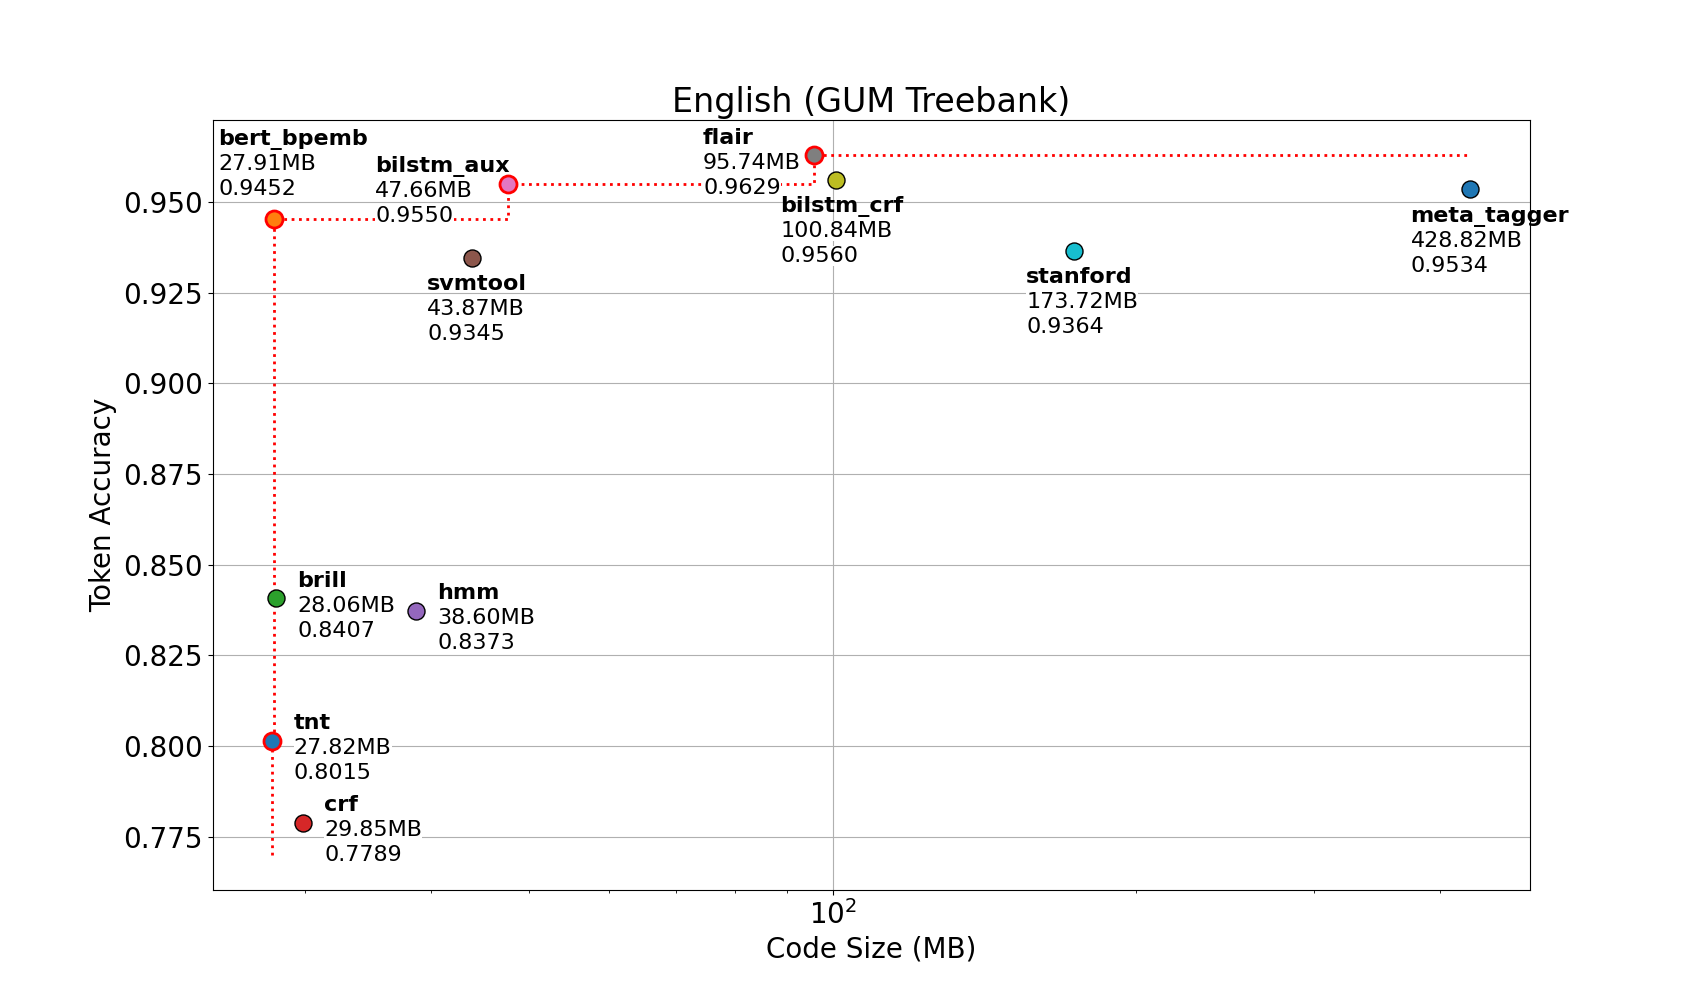 English (GUM Treebank)
bert_bpemb
27.91MB
0.9452
bilstm_aux
47.66MB
0.9550
flair
95.74MB
0.9629
bilstm_crf
100.84MB
0.9560
meta_tagger
428.82MB
0.9534
svmtool
43.87MB
0.9345
stanford
173.72MB
0.9364
brill
28.06MB
0.8407
hmm
38.60MB
0.8373
tnt
27.82MB
0.8015
crf
29.85MB
0.7789
0.950
0.925
0.900
0.875
0.850
0.825
0.800
0.775
Token Accuracy
10²
Code Size (MB)